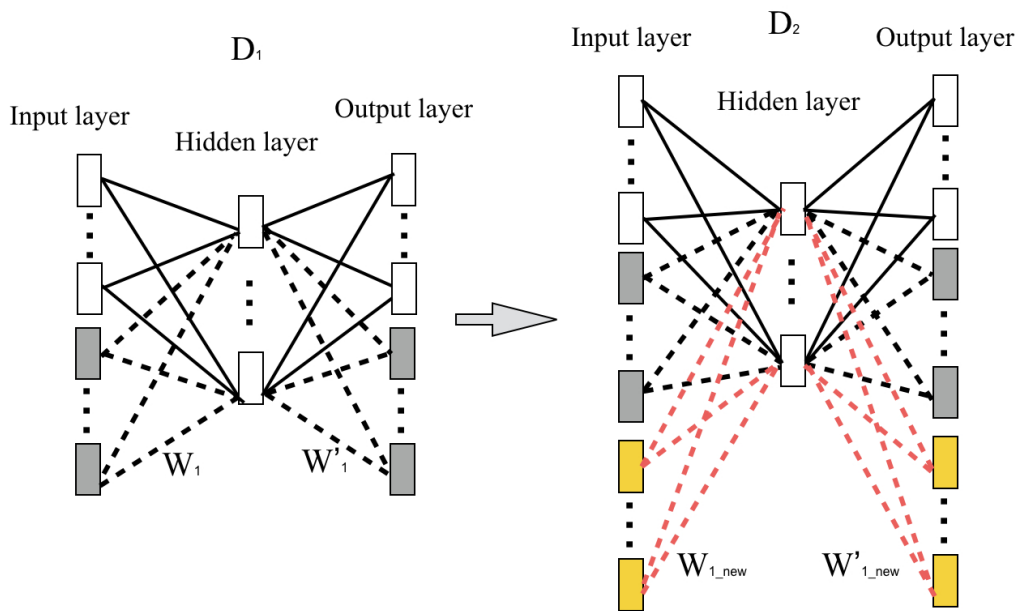 D₁
Input layer
Hidden layer
Output layer
W₁
W'₁
D₂
Input layer
Hidden layer
Output layer
W₁_new
W'₁_new